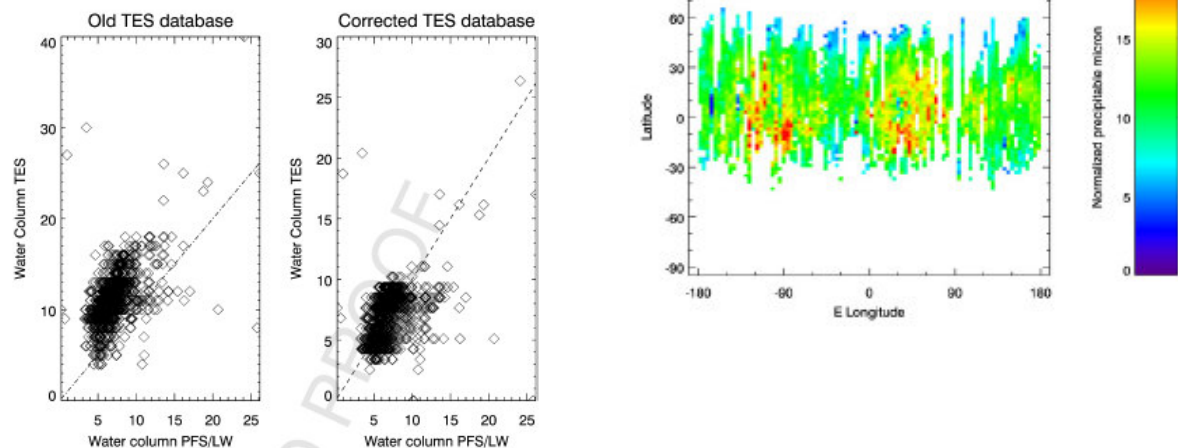 Old TES database
40
30
20
10
0
Water Column TES
5 10 15 20 25
Water column PFS/LW
Corrected TES database
30
25
20
15
10
5
0
Water Column TES
5 10 15 20 25
Water column PFS/LW
PROOF
60
30
0
-30
-60
-90
Latitude
-180 -90 0 90 180
E Longitude
15
10
5
0
Normalized precipitable micron